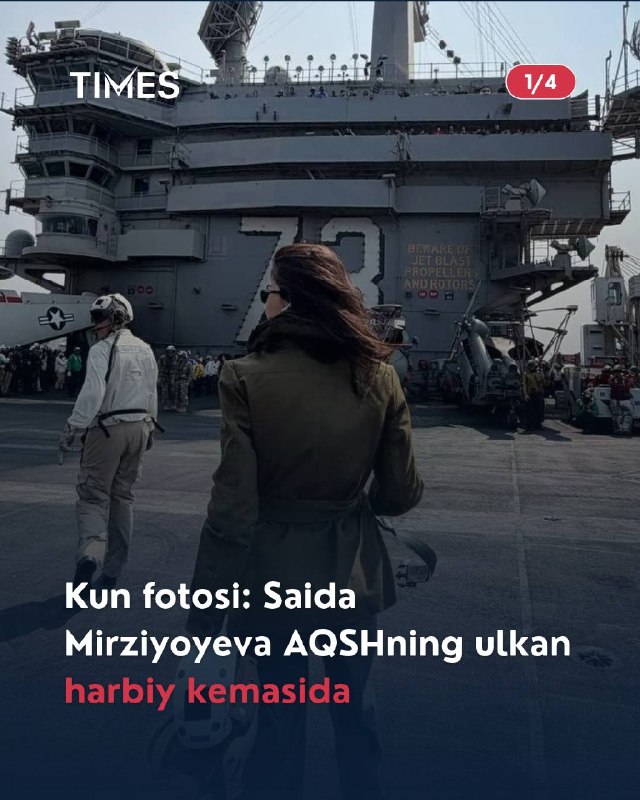 TIMES
1/4
73
BEWARE OF
JET BLAST
PROPELLERS
AND ROTORS
Kun fotosi: Saida
Mirziyoyeva AQSHning ulkan
harbiy kemasida